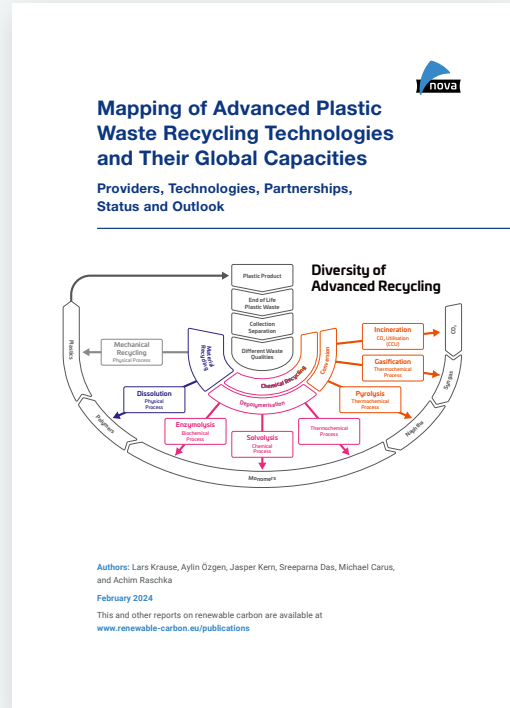 nova
Mapping of Advanced Plastic
Waste Recycling Technologies
and Their Global Capacities
Providers, Technologies, Partnerships,
Status and Outlook
Diversity of
Advanced Recycling
Plastic Product
End of Life
Plastic Waste
Collection
Separation
Different Waste
Qualities
Material
Recycling
Chemical Recycling
Conversion
Depolymerisation
Mechanical
Recycling
Physical Process
Dissolution
Physical
Process
Enzymolysis
Biochemical
Process
Solvolysis
Chemical
Process
Thermochemical
Process
Pyrolysis
Thermochemical
Process
Gasification
Thermochemical
Process
Incineration
CO₂ Utilisation
(CCU)
Plastics
Polymers
Monomers
Naphtha
Syngas
CO₂
Authors: Lars Krause, Aylin Özgen, Jasper Kern, Sreeparna Das, Michael Carus,
and Achim Raschka
February 2024
This and other reports on renewable carbon are available at
www.renewable-carbon.eu/publications